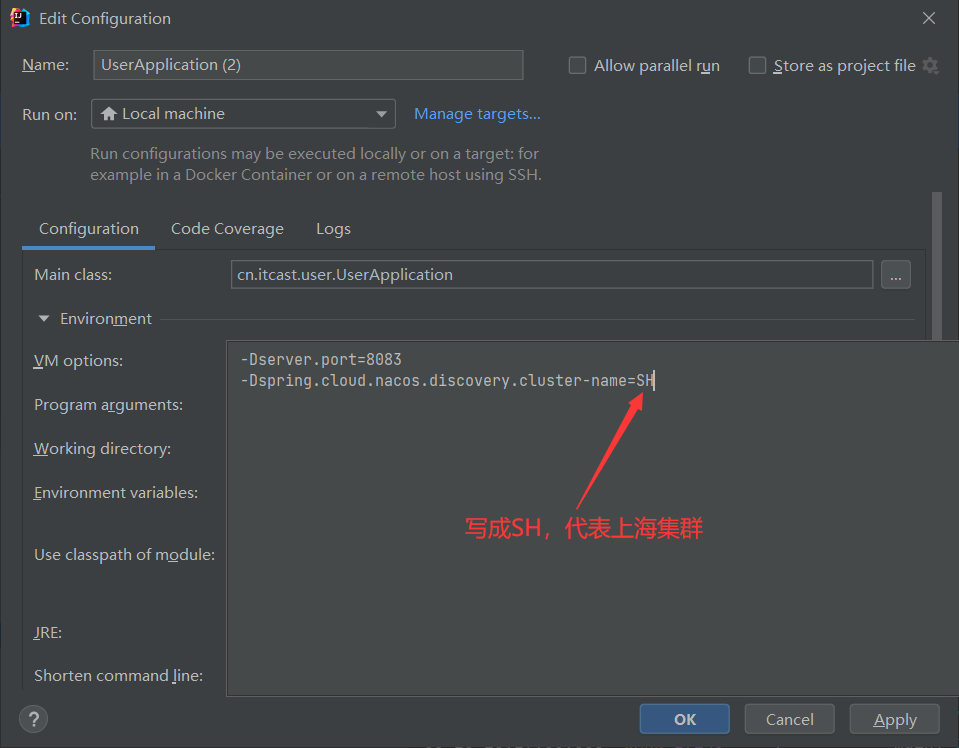 Edit Configuration
Name: UserApplication (2) Allow parallel run Store as project file
Run on: Local machine Manage targets...
Run configurations may be executed locally or on a target: for
example in a Docker Container or on a remote host using SSH.
Configuration Code Coverage Logs
Main class: cn.itcast.user.UserApplication ...
Environment
VM options: -Dserver.port=8083
-Dspring.cloud.nacos.discovery.cluster-name=SH
Program arguments:
Working directory:
Environment variables:
写成SH，代表上海集群
Use classpath of module:
JRE:
Shorten command line:
? OK Cancel Apply